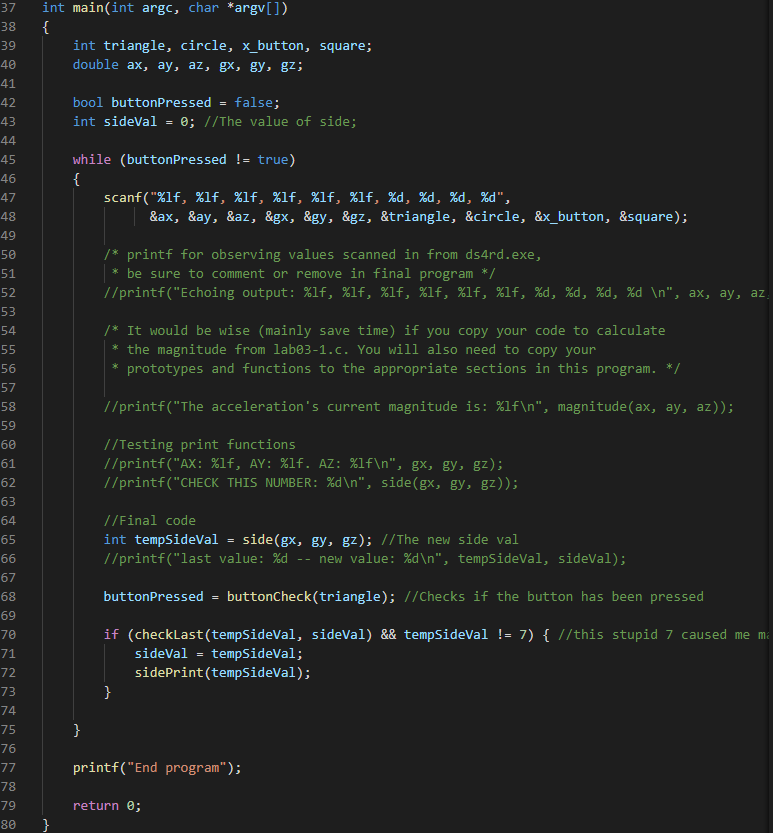 37 int main(int argc, char *argv[])
38 {
39     int triangle, circle, x_button, square;
40     double ax, ay, az, gx, gy, gz;
41
42     bool buttonPressed = false;
43     int sideVal = 0; //The value of side;
44
45     while (buttonPressed != true)
46     {
47         scanf("%lf, %lf, %lf, %lf, %lf, %lf, %d, %d, %d, %d",
48               &ax, &ay, &az, &gx, &gy, &gz, &triangle, &circle, &x_button, &square);
49
50         /* printf for observing values scanned in from ds4rd.exe,
51          * be sure to comment or remove in final program */
52         //printf("Echoing output: %lf, %lf, %lf, %lf, %lf, %lf, %d, %d, %d, %d \n", ax, ay, az,
53
54         /* It would be wise (mainly save time) if you copy your code to calculate
55          * the magnitude from lab03-1.c. You will also need to copy your
56          * prototypes and functions to the appropriate sections in this program. */
57
58         //printf("The acceleration's current magnitude is: %lf\n", magnitude(ax, ay, az));
59
60         //Testing print functions
61         //printf("AX: %lf, AY: %lf. AZ: %lf\n", gx, gy, gz);
62         //printf("CHECK THIS NUMBER: %d\n", side(gx, gy, gz));
63
64         //Final code
65         int tempSideVal = side(gx, gy, gz); //The new side val
66         //printf("last value: %d -- new value: %d\n", tempSideVal, sideVal);
67
68         buttonPressed = buttonCheck(triangle); //Checks if the button has been pressed
69
70         if (checkLast(tempSideVal, sideVal) && tempSideVal != 7) { //this stupid 7 caused me
71             sideVal = tempSideVal;
72             sidePrint(tempSideVal);
73         }
74
75     }
76
77     printf("End program");
78
79     return 0;
80 }